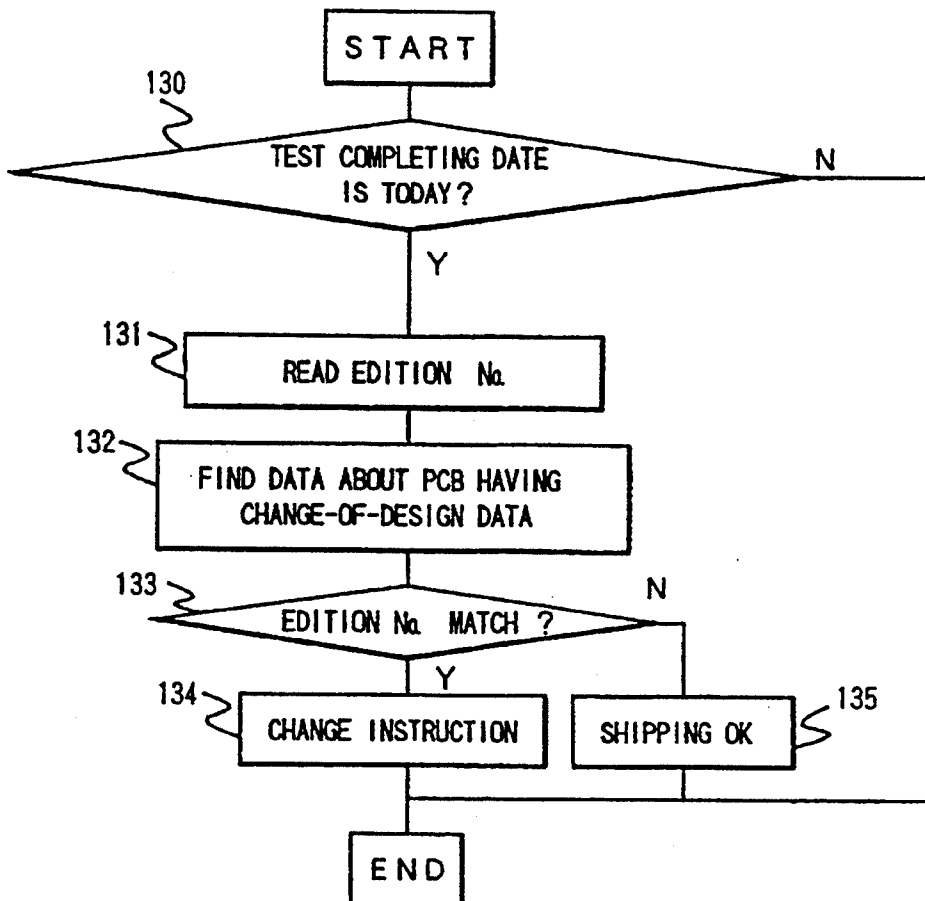 START
130
TEST COMPLETING DATE
IS TODAY?
N
Y
131
READ EDITION No.
132
FIND DATA ABOUT PCB HAVING
CHANGE-OF-DESIGN DATA
133
EDITION No. MATCH ?
N
Y
134
CHANGE INSTRUCTION
SHIPPING OK
135
END